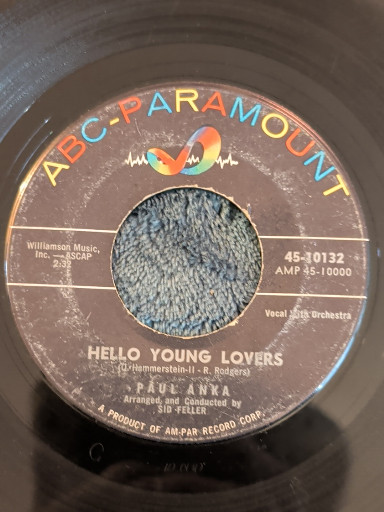 ABC-PARAMOUNT
Williamson Music,
Inc. — ASCAP
2:32
45-10132
AMP 45-10000
Vocal With Orchestra
HELLO YOUNG LOVERS
(O. Hammerstein-II - R. Rodgers)
PAUL ANKA
Arranged, and Conducted by
SID FELLER
A PRODUCT OF AM-PAR RECORD CORP.